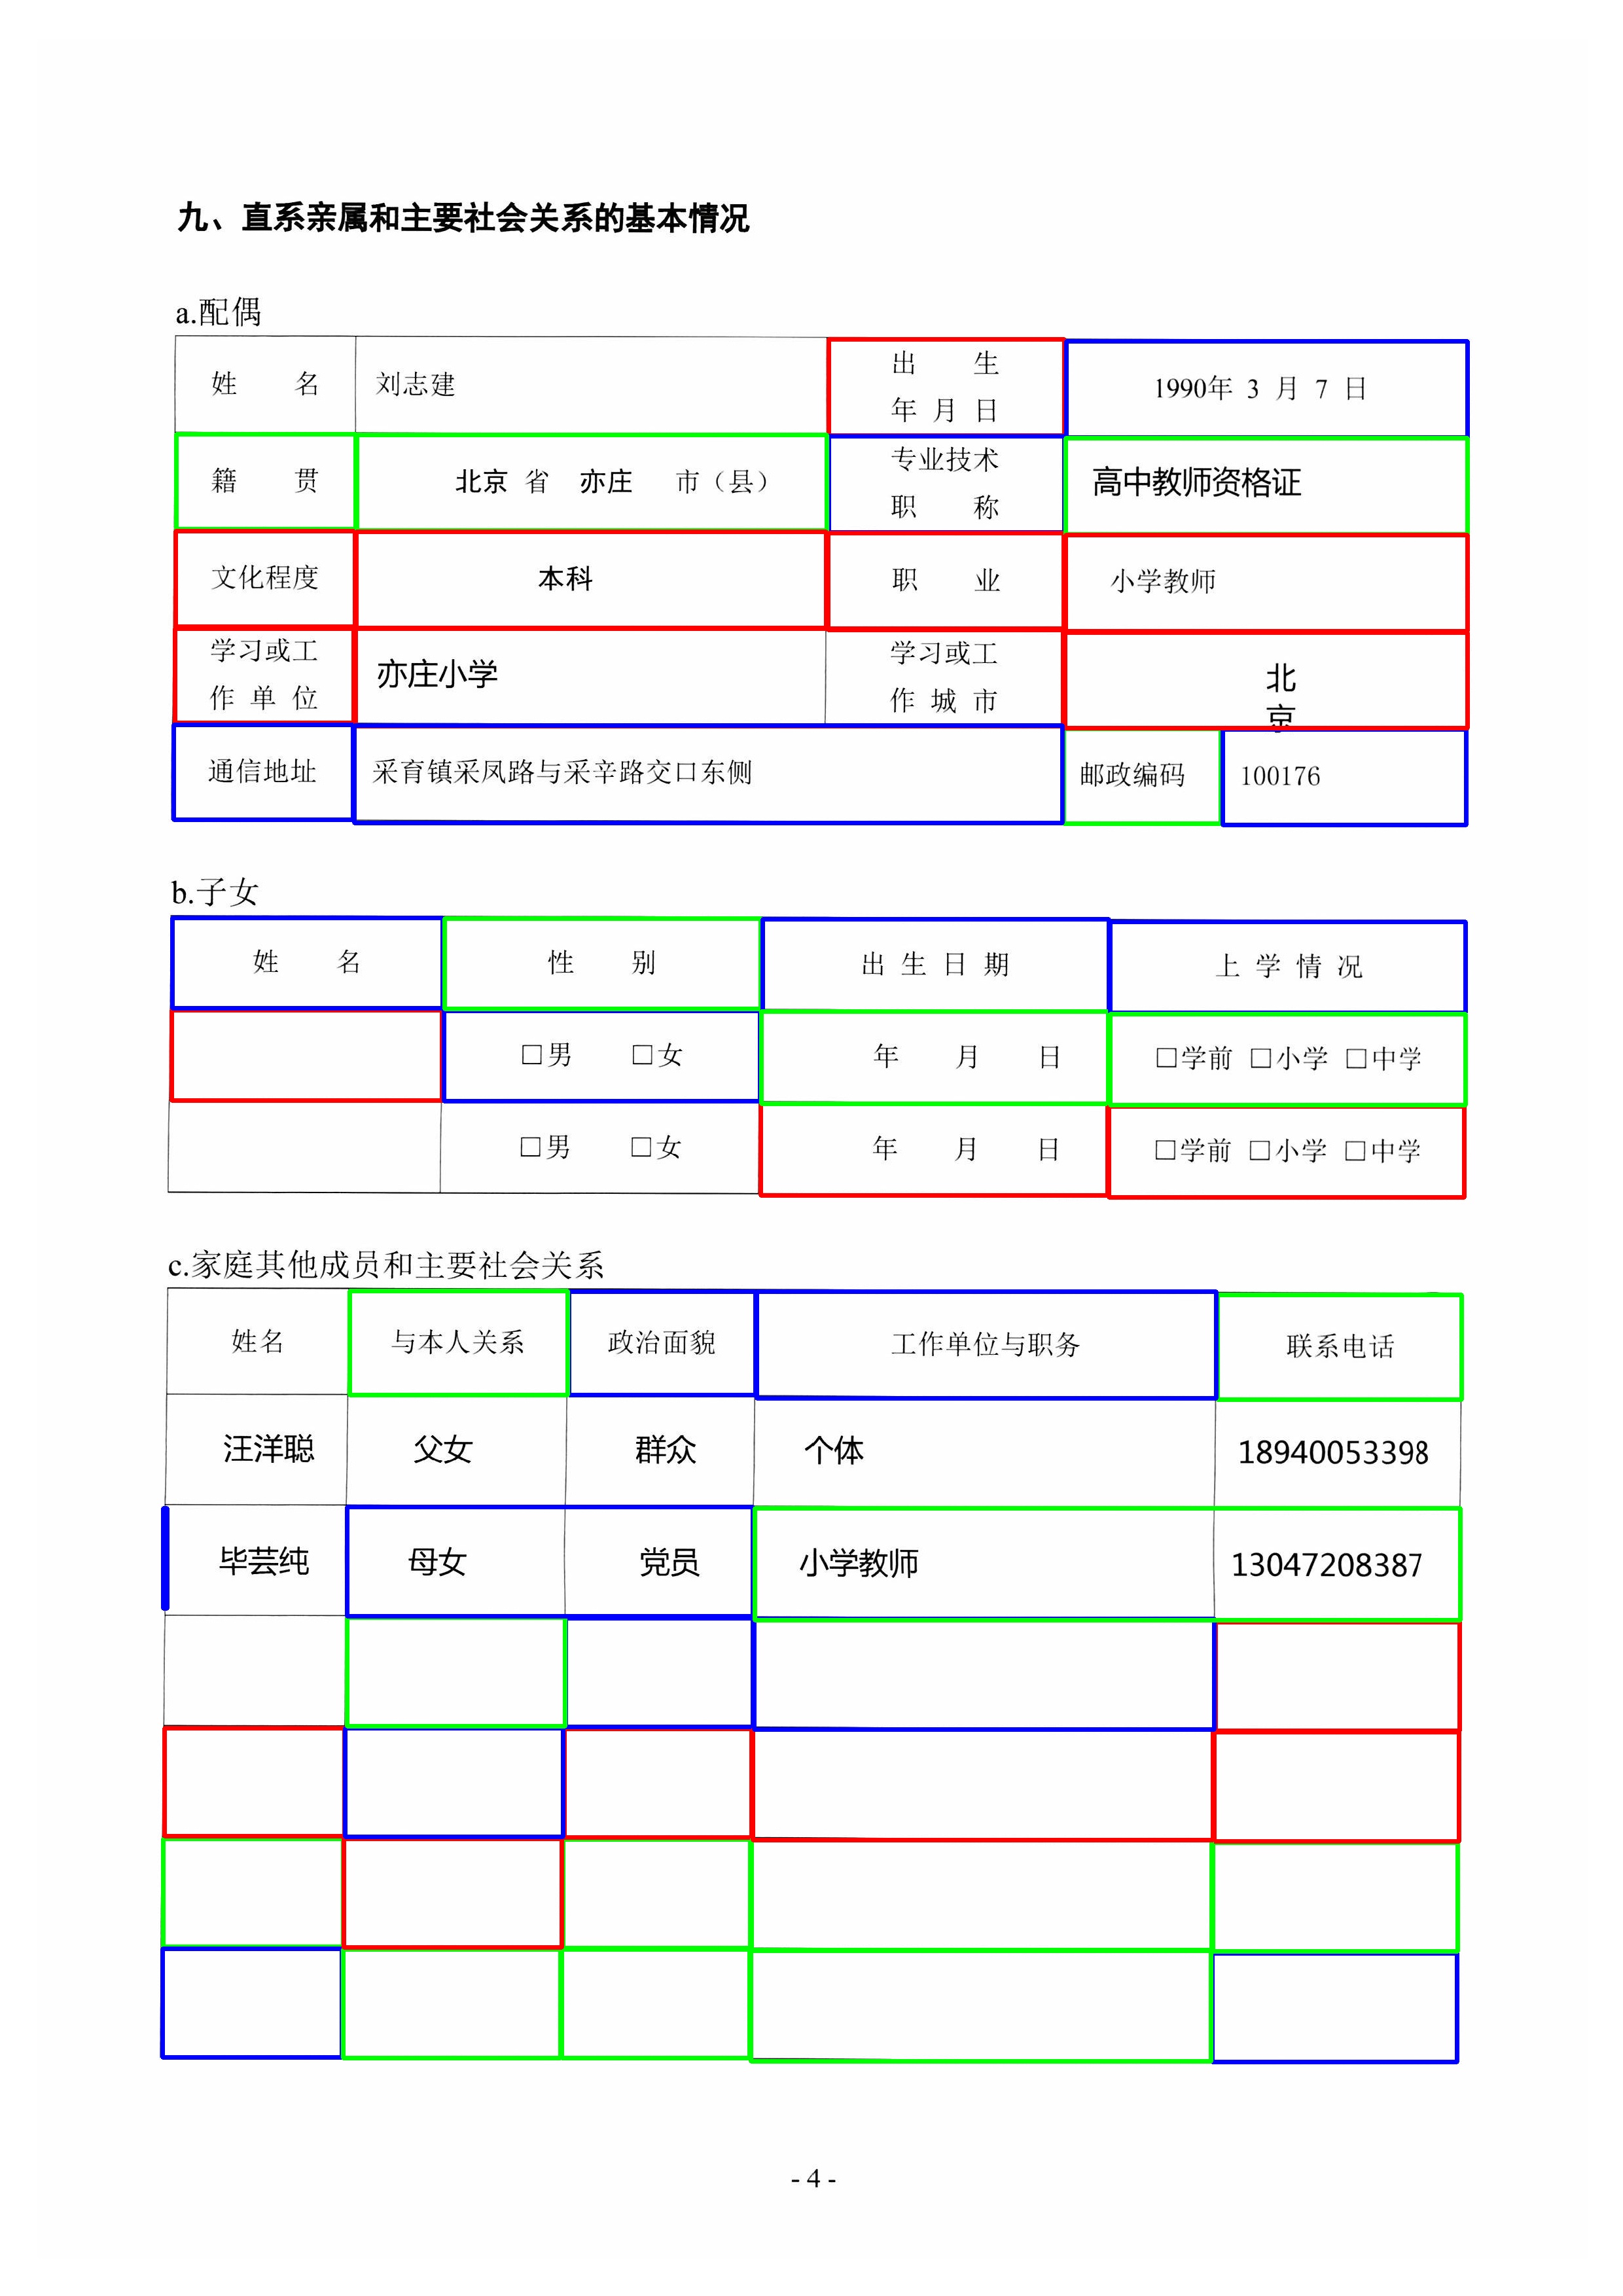 九、直系亲属和主要社会关系的基本情况
a.配偶
姓 名 刘志建 出 生 年 月 日 1990年 3 月 7 日
籍 贯 北京 省 亦庄 市（县） 专业技术 职 称 高中教师资格证
文化程度 本科 职 业 小学教师
学习或工 作 单 位 亦庄小学 学习或工 作 城 市 北京
通信地址 采育镇采凤路与采辛路交口东侧 邮政编码 100176
b.子女
姓 名 性 别 出 生 日 期 上 学 情 况
□男 □女 年 月 日 □学前 □小学 □中学
□男 □女 年 月 日 □学前 □小学 □中学
c.家庭其他成员和主要社会关系
姓名 与本人关系 政治面貌 工作单位与职务 联系电话
汪洋聪 父女 群众 个体 18940053398
毕芸纯 母女 党员 小学教师 13047208387
- 4 -